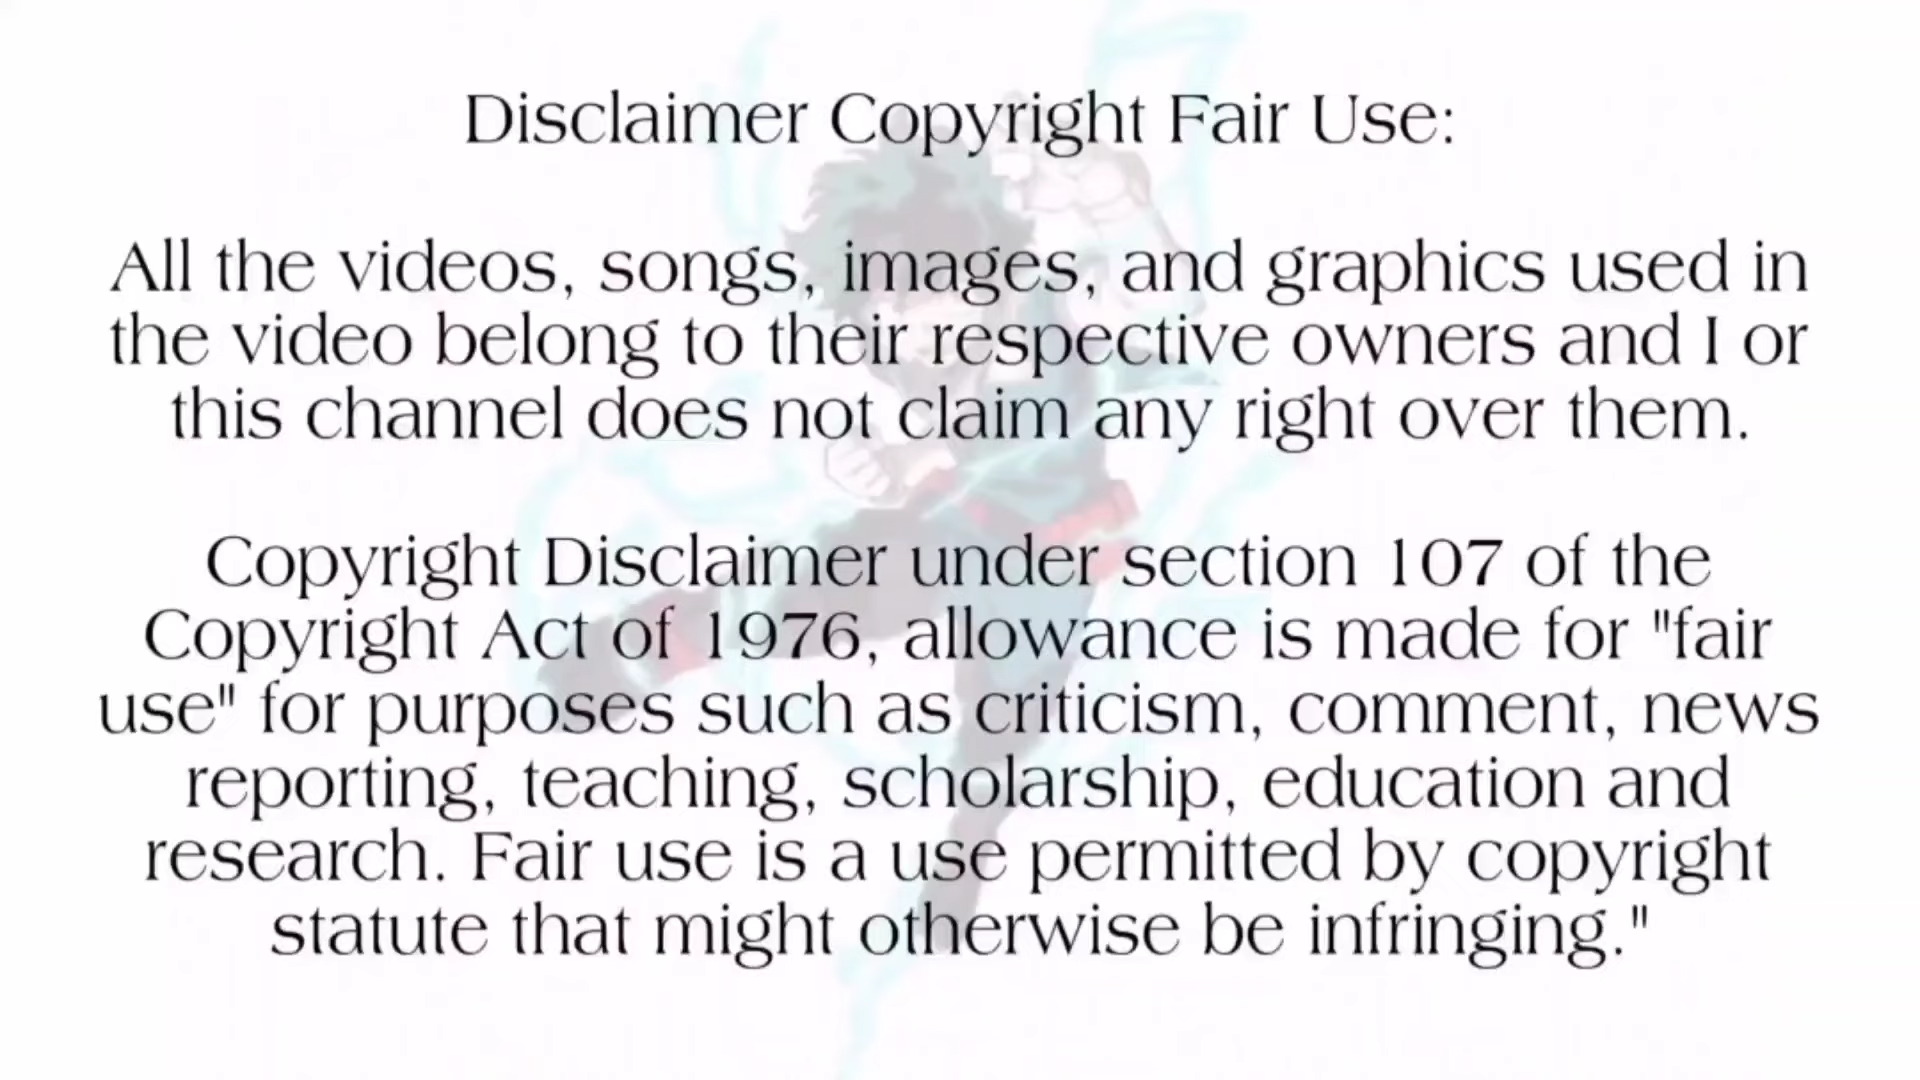 Disclaimer Copyright Fair Use:
All the videos, songs, images, and graphics used in
the video belong to their respective owners and I or
this channel does not claim any right over them.
Copyright Disclaimer under section 107 of the
Copyright Act of 1976, allowance is made for "fair
use" for purposes such as criticism, comment, news
reporting, teaching, scholarship, education and
research. Fair use is a use permitted by copyright
statute that might otherwise be infringing."